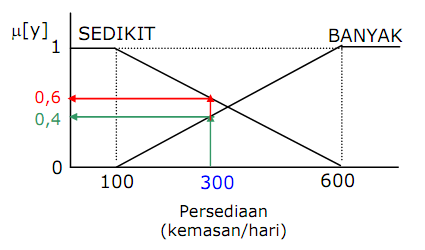 μ[y]
SEDIKIT
BANYAK
1
0,6
0,4
0
100
300
600
Persediaan
(kemasan/hari)